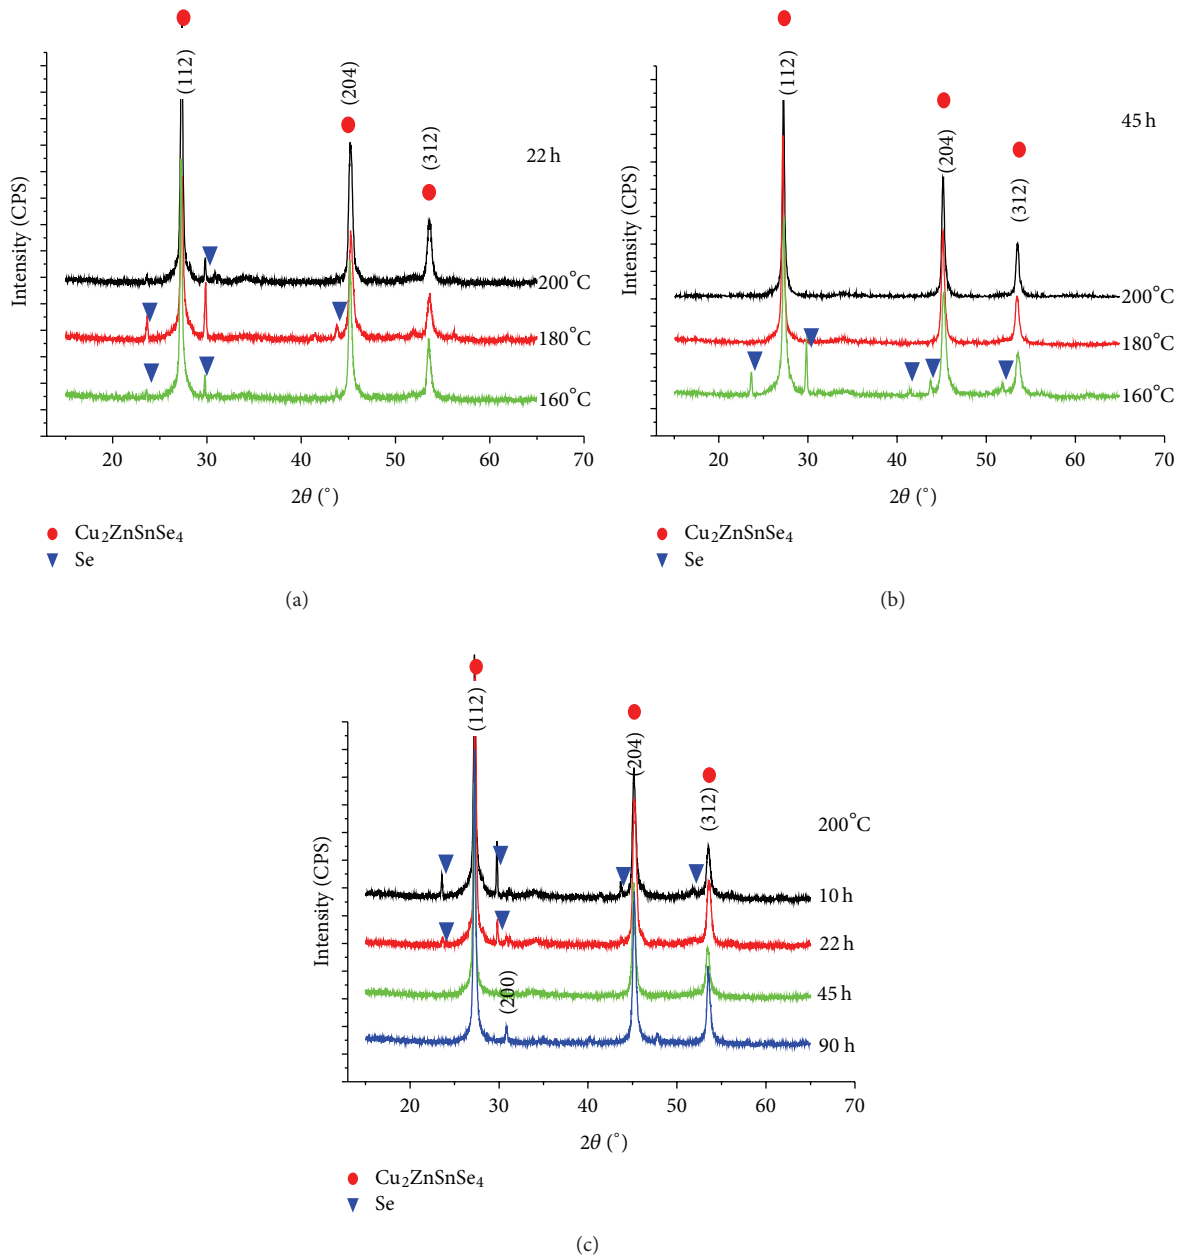 (112)
(204)
(312)
22 h
Intensity (CPS)
200°C
180°C
160°C
20 30 40 50 60 70
2θ (°)
Cu₂ZnSnSe₄
Se
(a)
(112)
(204)
(312)
45 h
Intensity (CPS)
200°C
180°C
160°C
20 30 40 50 60 70
2θ (°)
Cu₂ZnSnSe₄
Se
(b)
(112)
(204)
(312)
200°C
Intensity (CPS)
10 h
22 h
45 h
(200)
90 h
20 30 40 50 60 70
2θ (°)
Cu₂ZnSnSe₄
Se
(c)